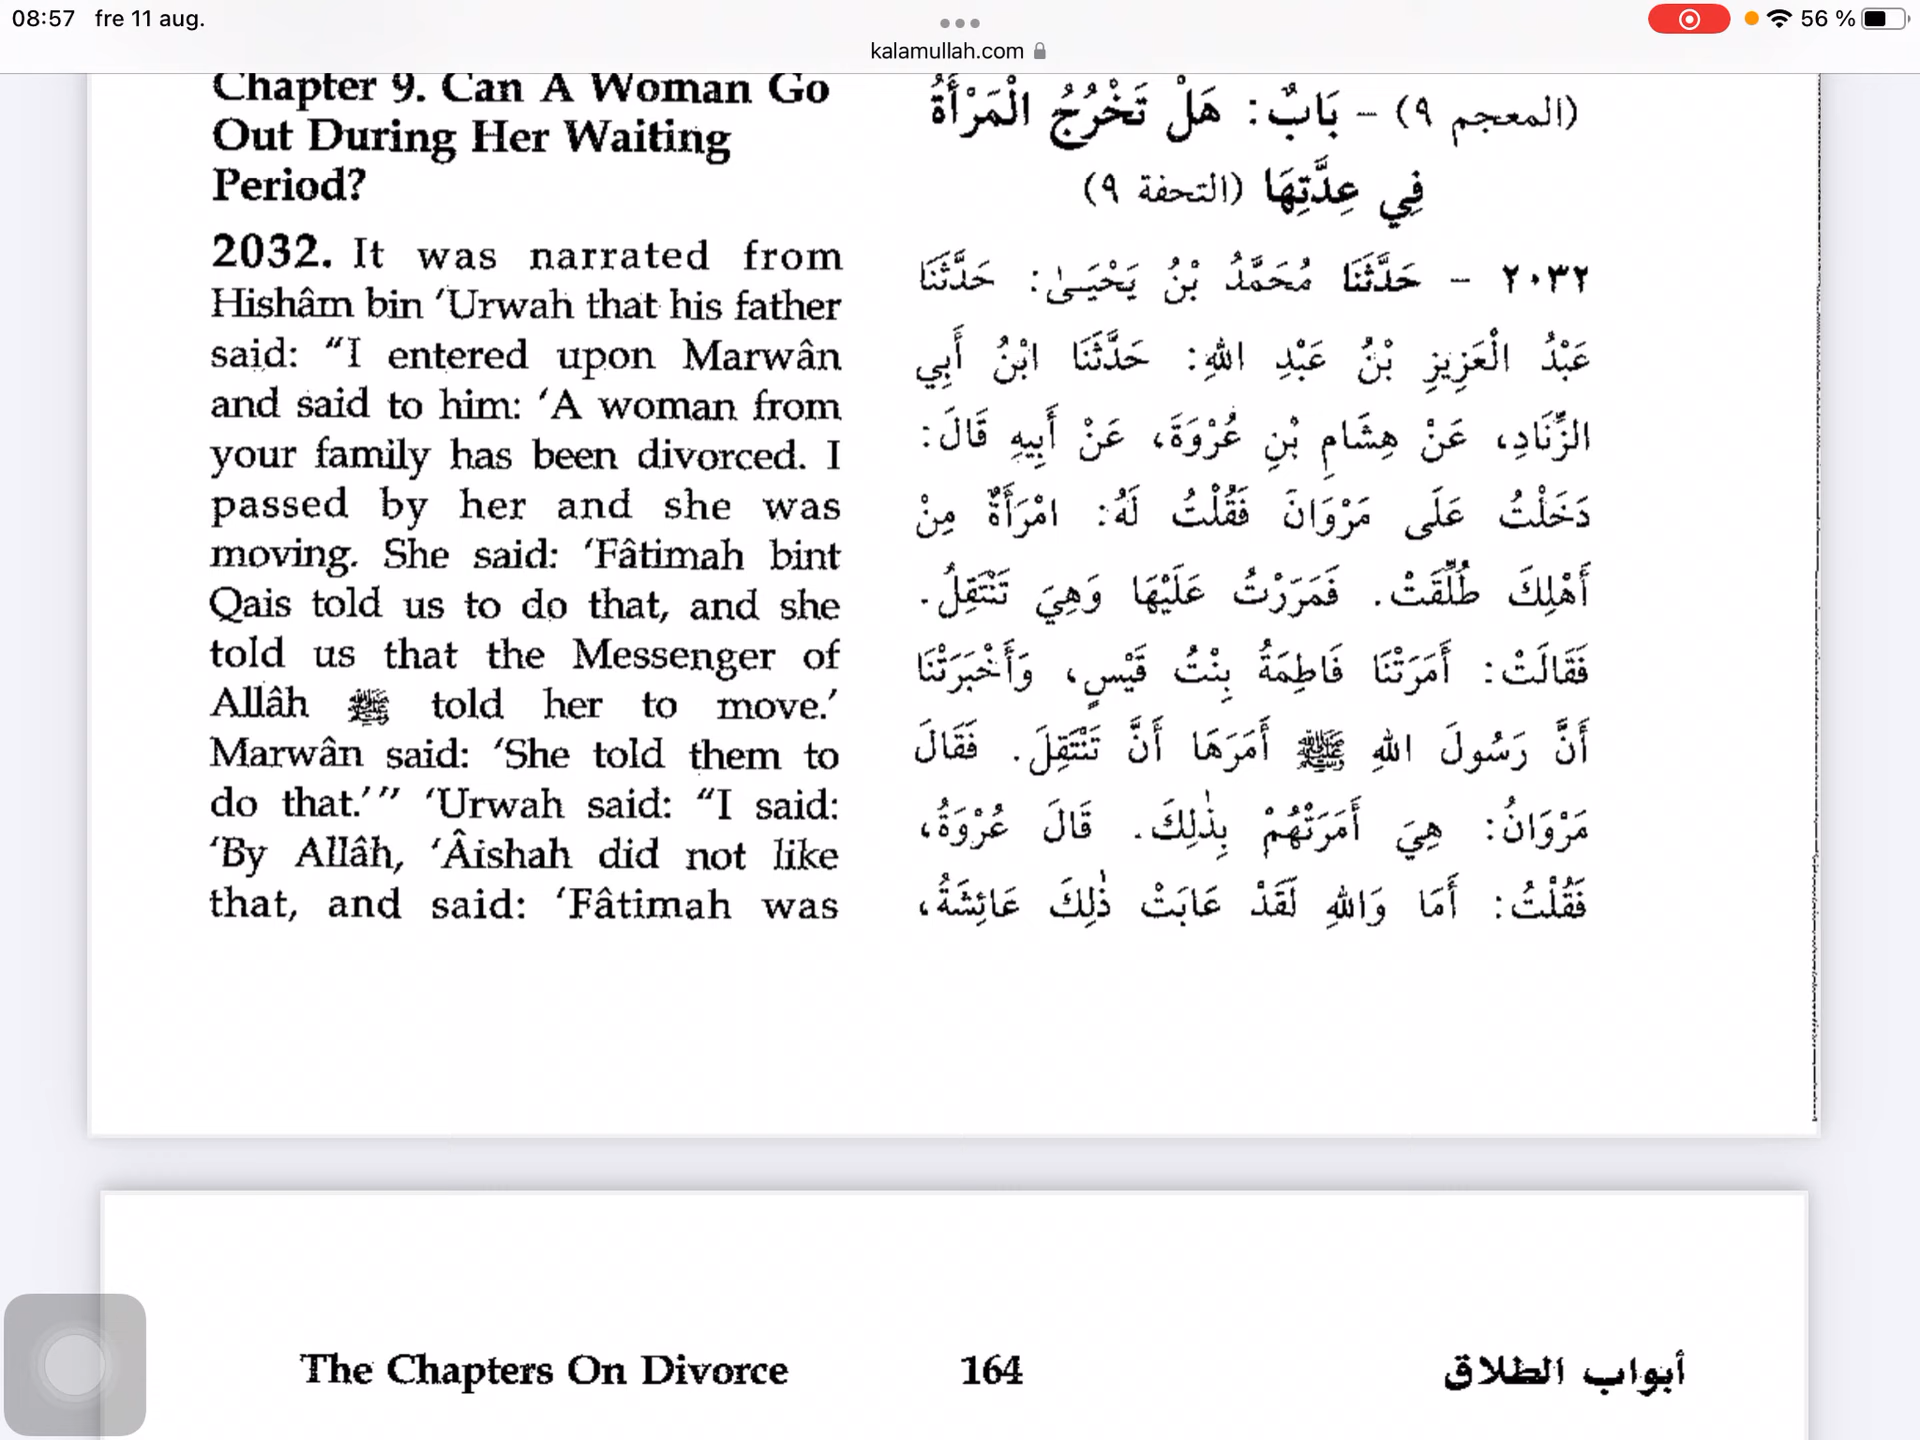 08:57 fre 11 aug.
56 %
kalamullah.com
Chapter 9. Can A Woman Go
Out During Her Waiting
Period?
2032. It was narrated from
Hishâm bin ‘Urwah that his father
said: “I entered upon Marwân
and said to him: ‘A woman from
your family has been divorced. I
passed by her and she was
moving. She said: ‘Fâtimah bint
Qais told us to do that, and she
told us that the Messenger of
Allâh ﷺ told her to move.’
Marwân said: ‘She told them to
do that.’” ‘Urwah said: “I said:
‘By Allâh, ‘Âishah did not like
that, and said: ‘Fâtimah was
(المعجم ٩) - بَابٌ: هَلْ تَخْرُجُ الْمَرْأَةُ
فِي عِدَّتِهَا (التحفة ٩)
٢٠٣٢ - حَدَّثَنَا مُحَمَّدُ بْنُ يَحْيَىٰ: حَدَّثَنَا
عَبْدُ الْعَزِيزِ بْنُ عَبْدِ اللهِ: حَدَّثَنَا ابْنُ أَبِي
الزِّنَادِ، عَنْ هِشَامِ بْنِ عُرْوَةَ، عَنْ أَبِيهِ قَالَ:
دَخَلْتُ عَلَى مَرْوَانَ فَقُلْتُ لَهُ: امْرَأَةٌ مِنْ
أَهْلِكَ طُلِّقَتْ. فَمَرَرْتُ عَلَيْهَا وَهِيَ تَنْتَقِلُ.
فَقَالَتْ: أَمَرَتْنَا فَاطِمَةُ بِنْتُ قَيْسٍ، وَأَخْبَرَتْنَا
أَنَّ رَسُولَ اللهِ ﷺ أَمَرَهَا أَنَّ تَنْتَقِلَ. فَقَالَ
مَرْوَانُ: هِيَ أَمَرَتْهُمْ بِذٰلِكَ. قَالَ عُرْوَةُ،
فَقُلْتُ: أَمَا وَاللهِ لَقَدْ عَابَتْ ذٰلِكَ عَائِشَةُ،
The Chapters On Divorce 164 أبواب الطلاق